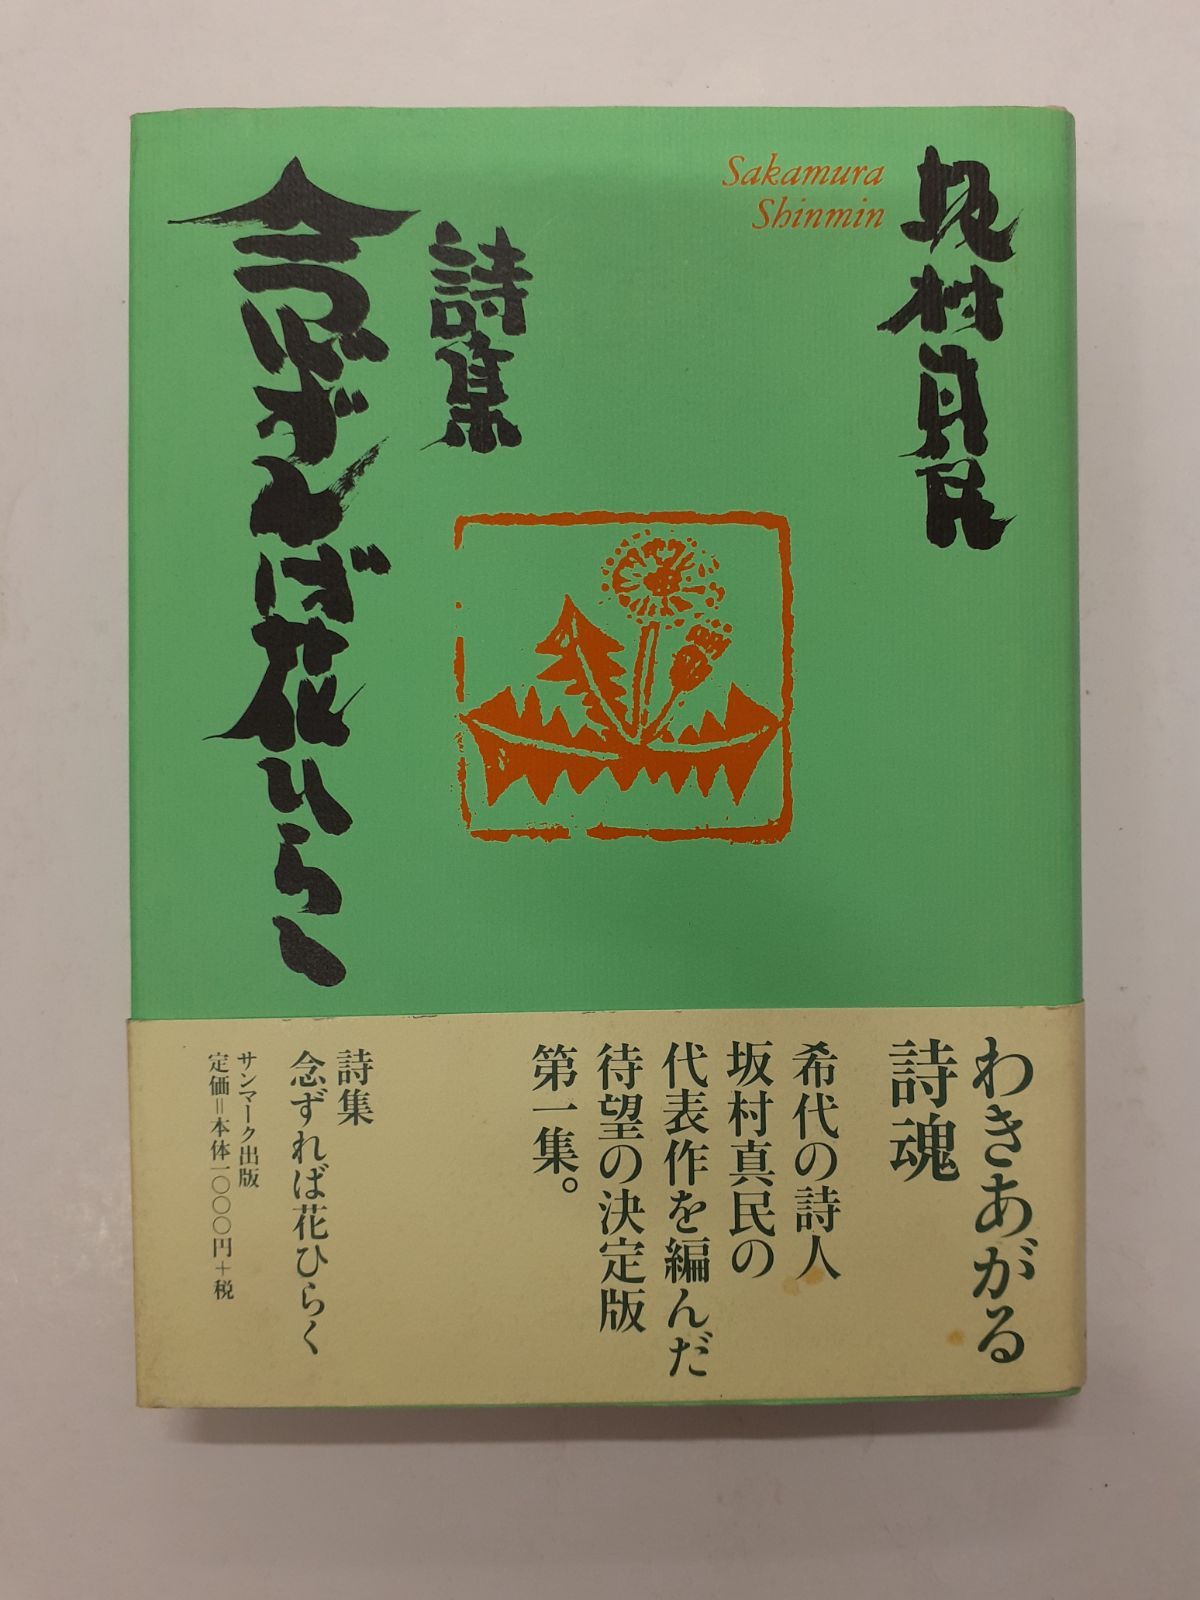 坂村真民
Sakamura
Shinmin
詩集
念ずれば花ひらく
わきあがる
詩魂
希代の詩人
坂村真民の
代表作を編んだ
待望の決定版
第一集。
詩集
念ずれば花ひらく
サンマーク出版
定価＝本体一〇〇〇円＋税